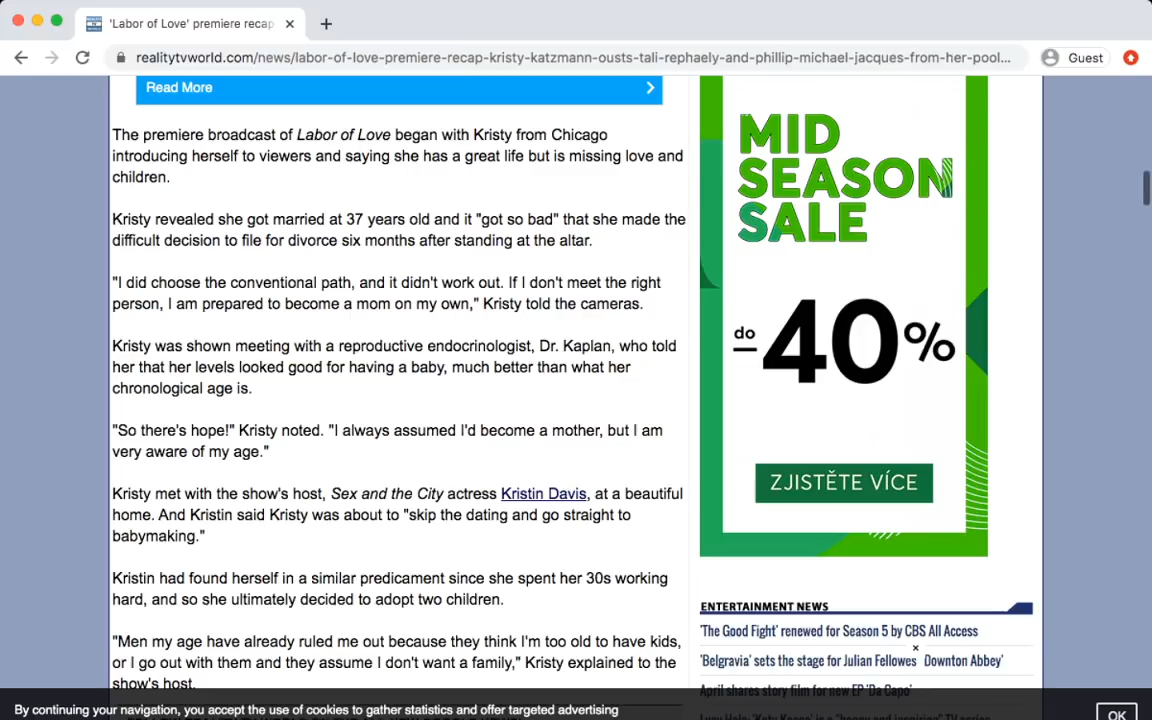 'Labor of Love' premiere recap
realitytvworld.com/news/labor-of-love-premiere-recap-kristy-katzmann-ousts-tali-rephaely-and-phillip-michael-jacques-from-her-pool...
Guest
Read More
The premiere broadcast of Labor of Love began with Kristy from Chicago
introducing herself to viewers and saying she has a great life but is missing love and
children.
Kristy revealed she got married at 37 years old and it "got so bad" that she made the
difficult decision to file for divorce six months after standing at the altar.
"I did choose the conventional path, and it didn't work out. If I don't meet the right
person, I am prepared to become a mom on my own," Kristy told the cameras.
Kristy was shown meeting with a reproductive endocrinologist, Dr. Kaplan, who told
her that her levels looked good for having a baby, much better than what her
chronological age is.
"So there's hope!" Kristy noted. "I always assumed I'd become a mother, but I am
very aware of my age."
Kristy met with the show's host, Sex and the City actress Kristin Davis, at a beautiful
home. And Kristin said Kristy was about to "skip the dating and go straight to
babymaking."
Kristin had found herself in a similar predicament since she spent her 30s working
hard, and so she ultimately decided to adopt two children.
"Men my age have already ruled me out because they think I'm too old to have kids,
or I go out with them and they assume I don't want a family," Kristy explained to the
show's host.
MID
SEASON
SALE
do
40%
ZJISTĚTE VÍCE
ENTERTAINMENT NEWS
'The Good Fight' renewed for Season 5 by CBS All Access
'Belgravia' sets the stage for Julian Fellowes Downton Abbey'
April shares story film for new EP 'Da Capo'
By continuing your navigation, you accept the use of cookies to gather statistics and offer targeted advertising
OK